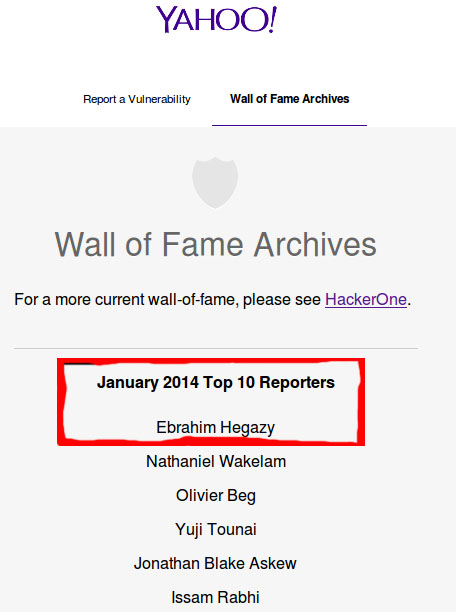 YAHOO!
Report a Vulnerability Wall of Fame Archives
Wall of Fame Archives
For a more current wall-of-fame, please see HackerOne.
January 2014 Top 10 Reporters
Ebrahim Hegazy
Nathaniel Wakelam
Olivier Beg
Yuji Tounai
Jonathan Blake Askew
Issam Rabhi